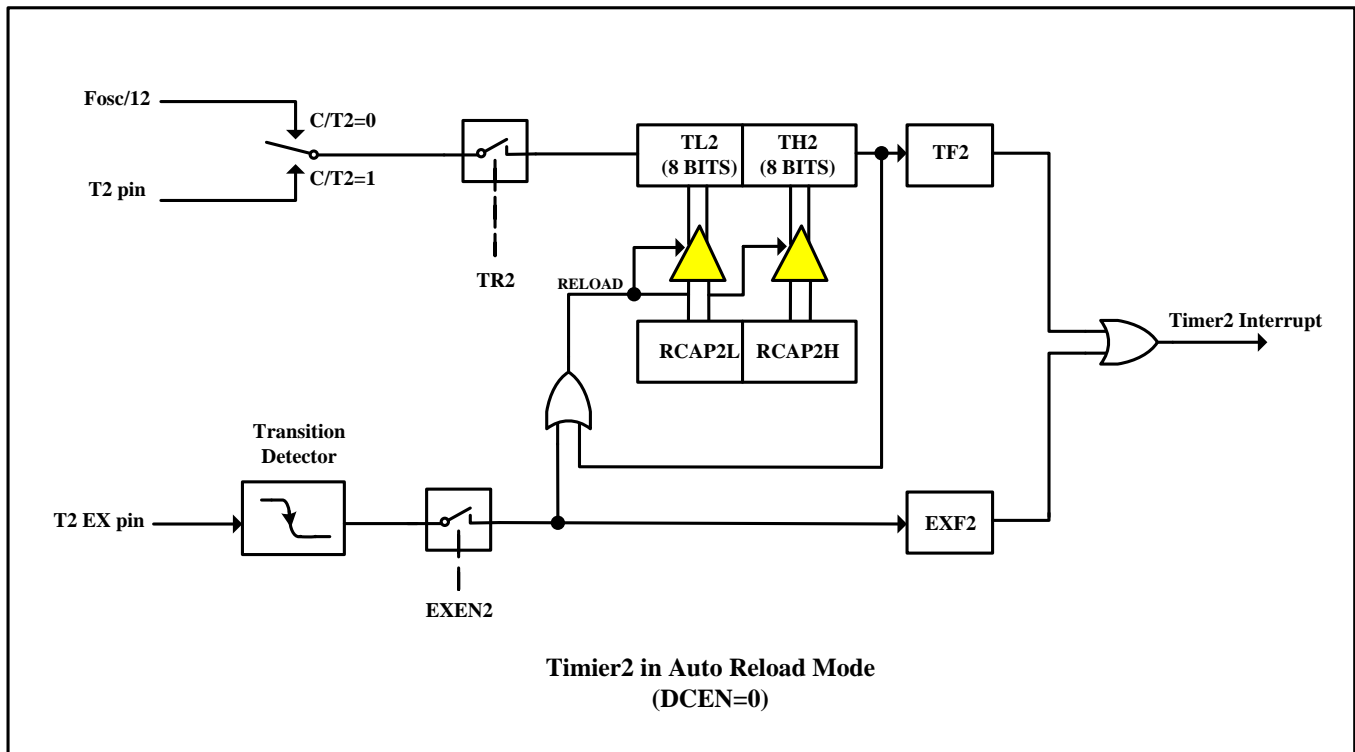 Fosc/12
C/T2=0
C/T2=1
T2 pin
TR2
TL2
(8 BITS)
TH2
(8 BITS)
TF2
RELOAD
RCAP2L
RCAP2H
Timer2 Interrupt
Transition
Detector
T2 EX pin
EXEN2
EXF2
Timier2 in Auto Reload Mode
(DCEN=0)